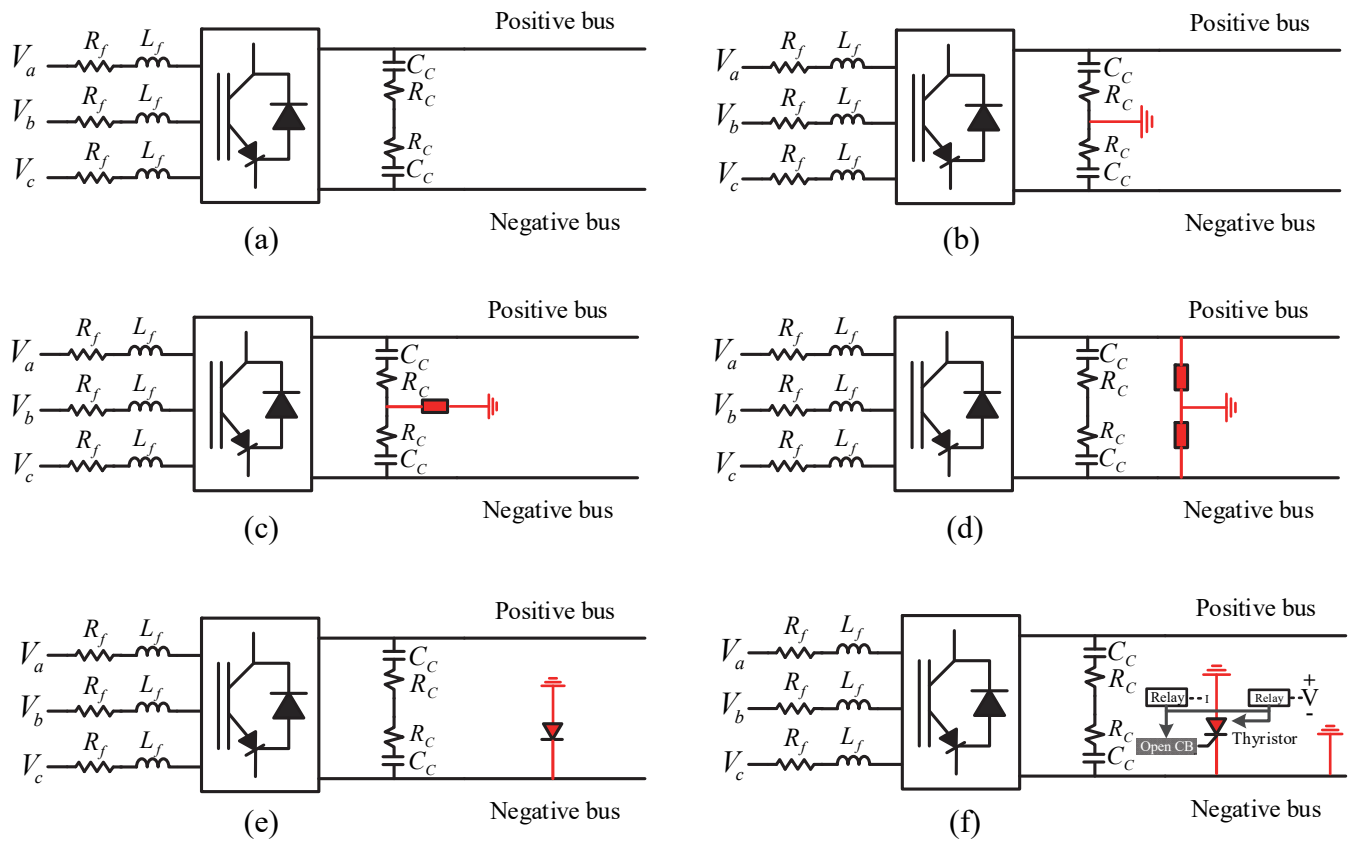 Positive bus
R_f L_f
V_a
C_C
R_C
R_f L_f
V_b
R_f L_f
R_C
V_c
C_C
Negative bus
(a)
Positive bus
R_f L_f
V_a
C_C
R_C
R_f L_f
V_b
R_f L_f
R_C
V_c
C_C
Negative bus
(b)
Positive bus
R_f L_f
V_a
C_C
R_C
R_f L_f
V_b
R_f L_f
R_C
V_c
C_C
Negative bus
(c)
Positive bus
R_f L_f
V_a
C_C
R_C
R_f L_f
V_b
R_f L_f
R_C
V_c
C_C
Negative bus
(d)
Positive bus
R_f L_f
V_a
C_C
R_C
R_f L_f
V_b
R_f L_f
R_C
V_c
C_C
Negative bus
(e)
Positive bus
R_f L_f
V_a
C_C
R_C
Relay I Relay + V -
R_f L_f
V_b
R_f L_f
R_C
Open CB Thyristor
V_c
C_C
Negative bus
(f)